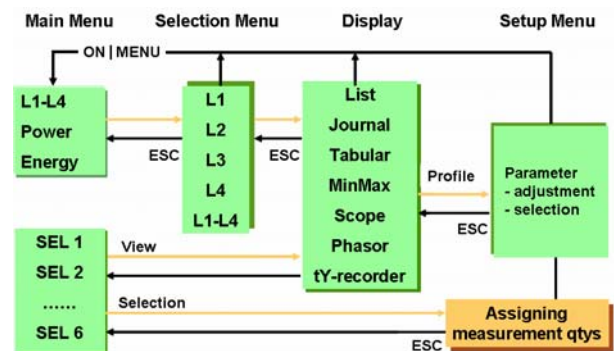 Main Menu
Selection Menu
Display
Setup Menu
ON | MENU
L1-L4
Power
Energy
ESC
L1
L2
L3
L4
L1-L4
ESC
List
Journal
Tabular
MinMax
Scope
Phasor
tY-recorder
Profile
ESC
Parameter
- adjustment
- selection
SEL 1
SEL 2
......
SEL 6
View
Selection
ESC
Assigning
measurement qtys